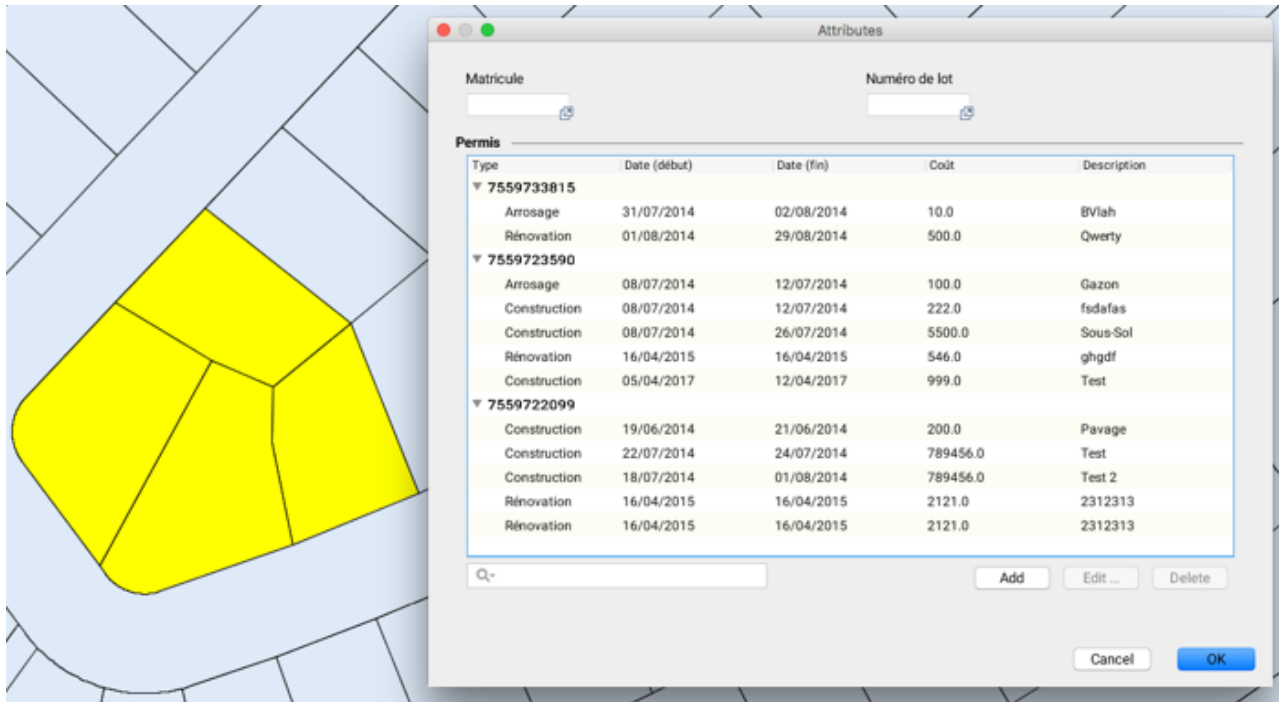 Attributes
Matricule Numéro de lot
Permis
Type Date (début) Date (fin) Coût Description
7559733815
Arrosage 31/07/2014 02/08/2014 10.0 BVlah
Rénovation 01/08/2014 29/08/2014 500.0 Qwerty
7559723590
Arrosage 08/07/2014 12/07/2014 100.0 Gazon
Construction 08/07/2014 12/07/2014 222.0 fsdafas
Construction 08/07/2014 26/07/2014 5500.0 Sous-Sol
Rénovation 16/04/2015 16/04/2015 546.0 ghgdf
Construction 05/04/2017 12/04/2017 999.0 Test
7559722099
Construction 19/06/2014 21/06/2014 200.0 Pavage
Construction 22/07/2014 24/07/2014 789456.0 Test
Construction 18/07/2014 01/08/2014 789456.0 Test 2
Rénovation 16/04/2015 16/04/2015 2121.0 2312313
Rénovation 16/04/2015 16/04/2015 2121.0 2312313
Add Edit ... Delete
Cancel OK